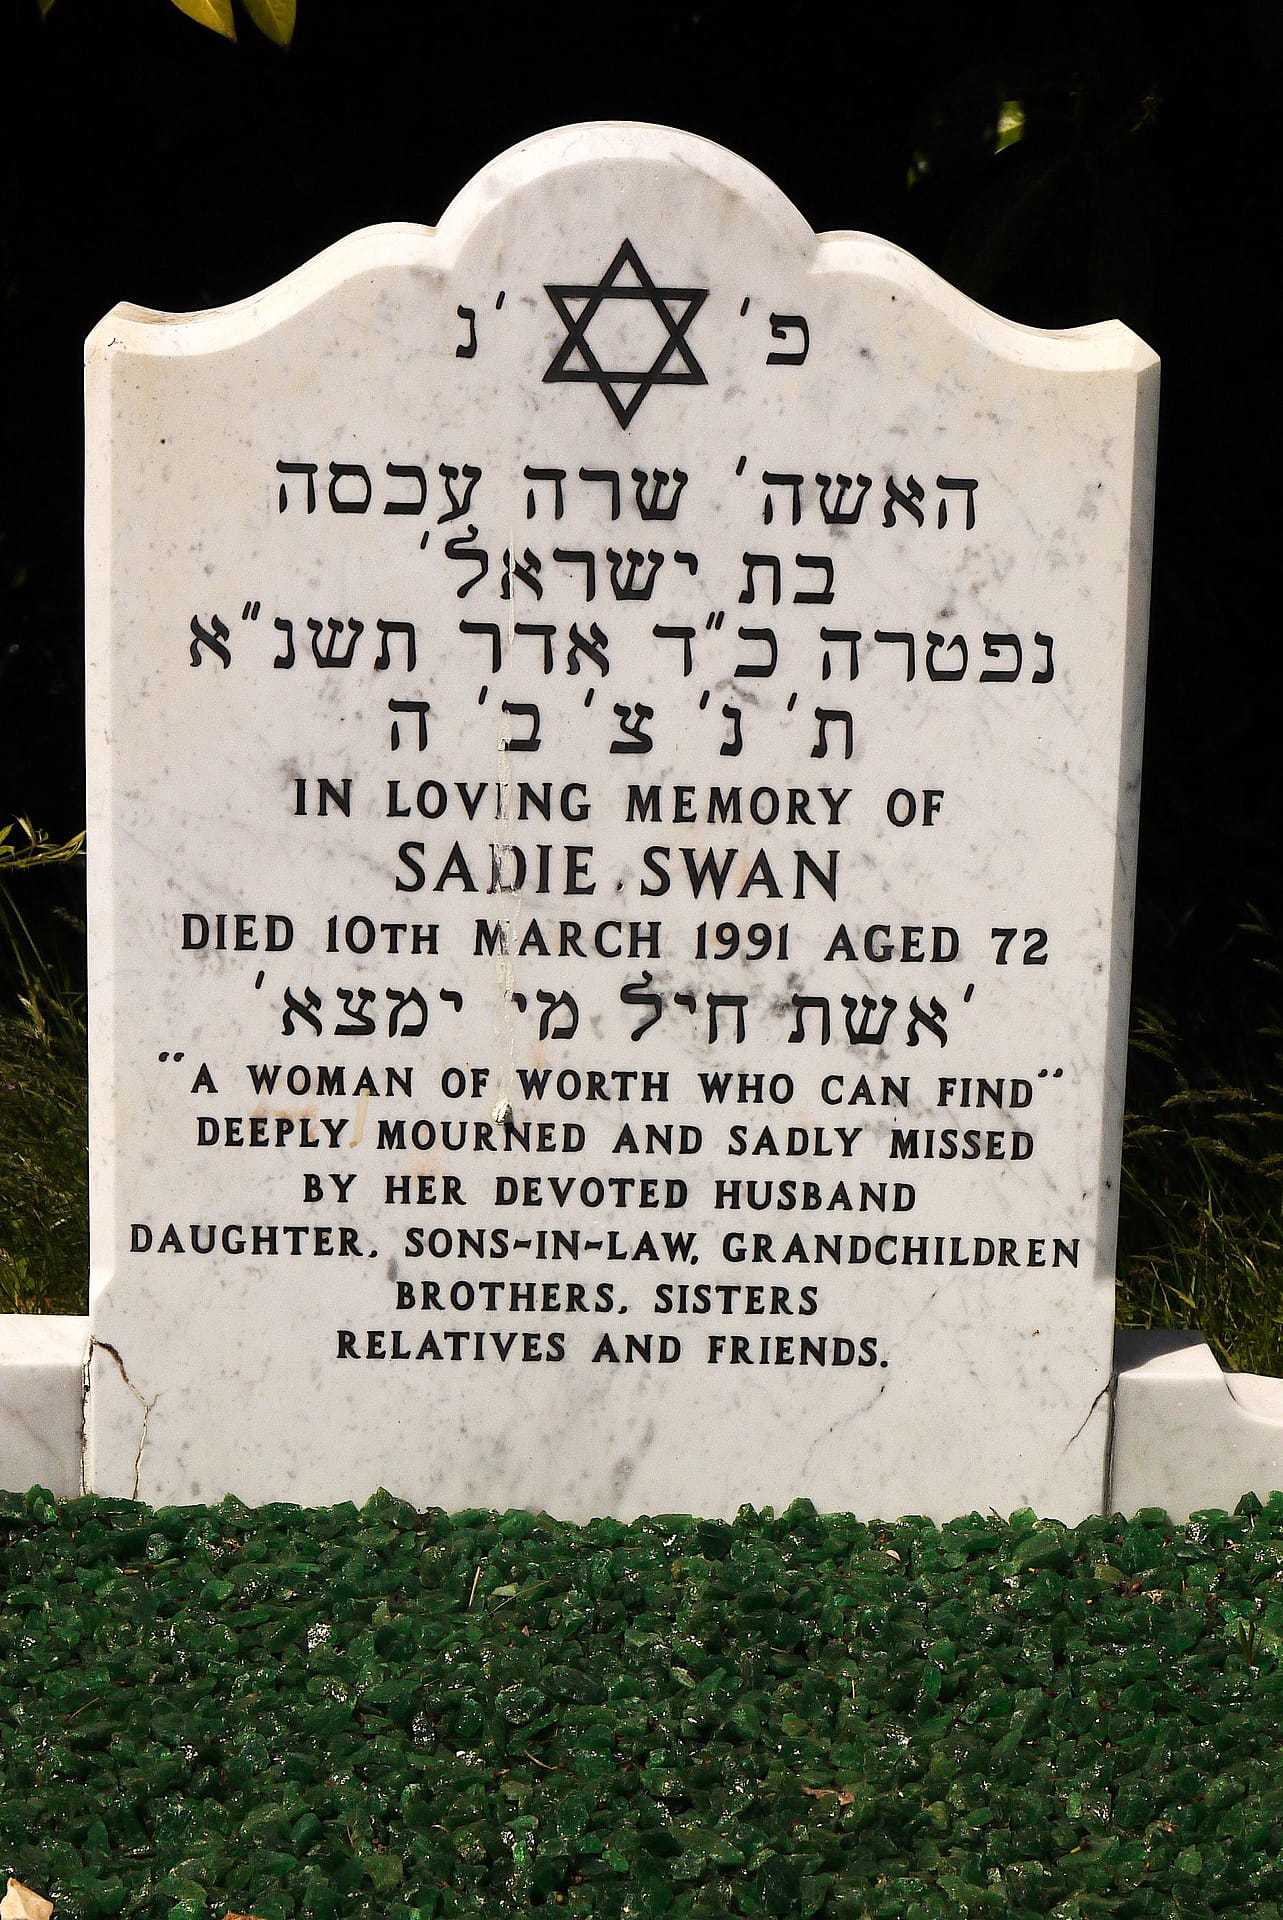 פ' נ'
האשה' שרה עכסה
בת ישראל'
נפטרה כ"ד אדר תשנ"א
ת' נ' צ' ב' ה
IN LOVING MEMORY OF
SADIE SWAN
DIED 10TH MARCH 1991 AGED 72
'אשת חיל מי ימצא'
"A WOMAN OF WORTH WHO CAN FIND"
DEEPLY MOURNED AND SADLY MISSED
BY HER DEVOTED HUSBAND
DAUGHTER, SONS-IN-LAW, GRANDCHILDREN
BROTHERS, SISTERS
RELATIVES AND FRIENDS.